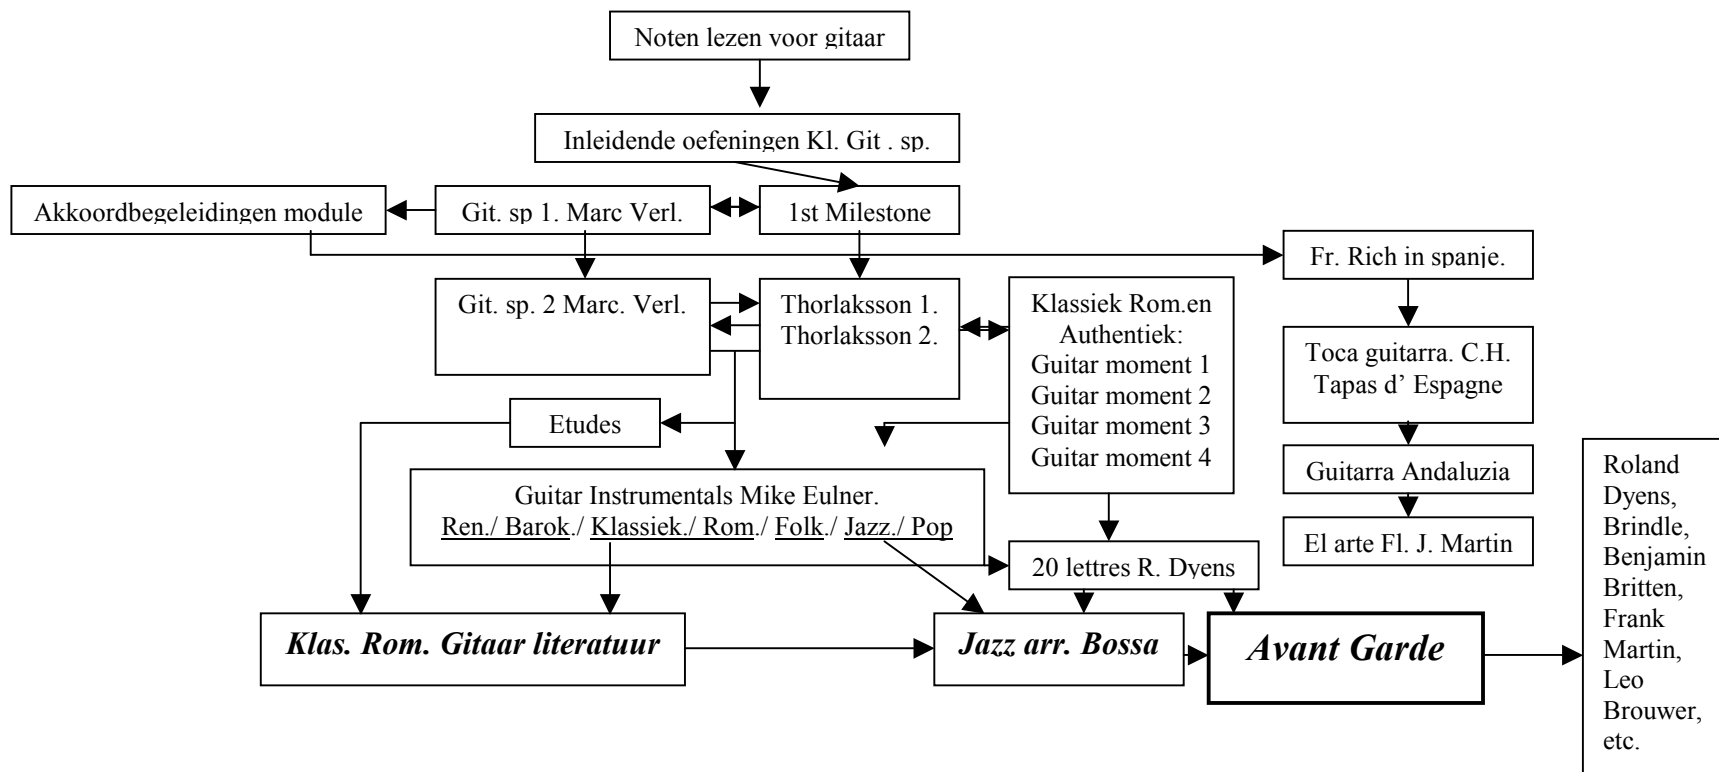 Noten lezen voor gitaar
Inleidende oefeningen Kl. Git . sp.
Akkoordbegeleidingen module
Git. sp 1. Marc Verl.
1st Milestone
Fr. Rich in spanje.
Git. sp. 2 Marc. Verl.
Thorlaksson 1.
Thorlaksson 2.
Klassiek Rom.en
Authentiek:
Guitar moment 1
Guitar moment 2
Guitar moment 3
Guitar moment 4
Toca guitarra. C.H.
Tapas d’ Espagne
Etudes
Guitarra Andaluzia
Guitar Instrumentals Mike Eulner.
Ren./ Barok./ Klassiek./ Rom./ Folk./ Jazz./ Pop
El arte Fl. J. Martin
20 lettres R. Dyens
Klas. Rom. Gitaar literatuur
Jazz arr. Bossa
Avant Garde
Roland
Dyens,
Brindle,
Benjamin
Britten,
Frank
Martin,
Leo
Brouwer,
etc.